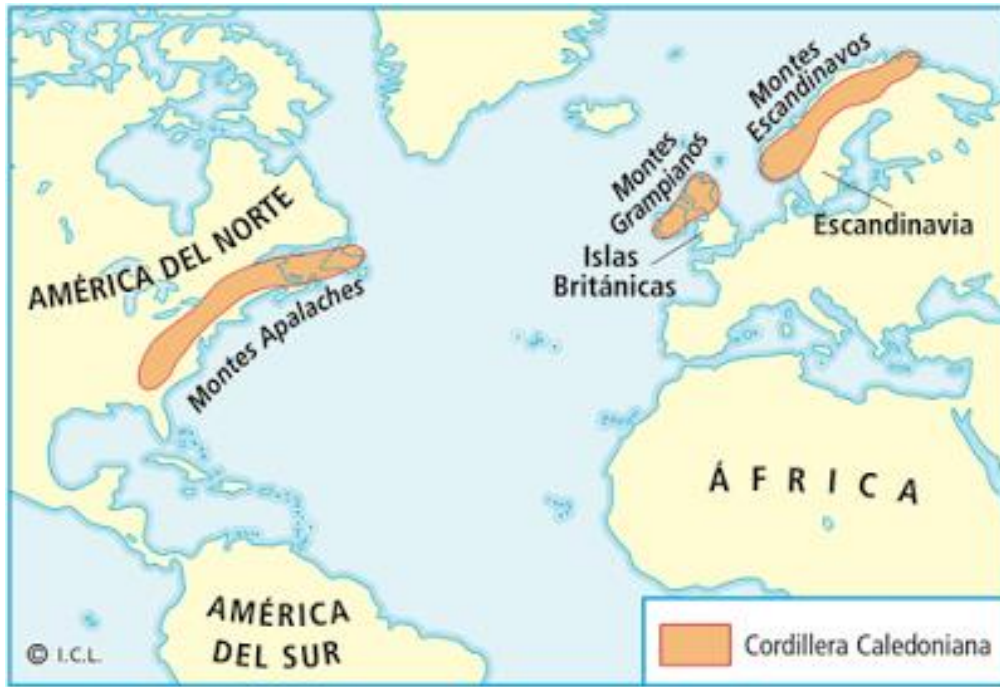 Montes
Escandinavos
Montes
Grampianos
Escandinavia
Islas
Británicas
AMÉRICA DEL NORTE
Montes Apalaches
ÁFRICA
AMÉRICA
DEL SUR
© I.C.L.
Cordillera Caledoniana